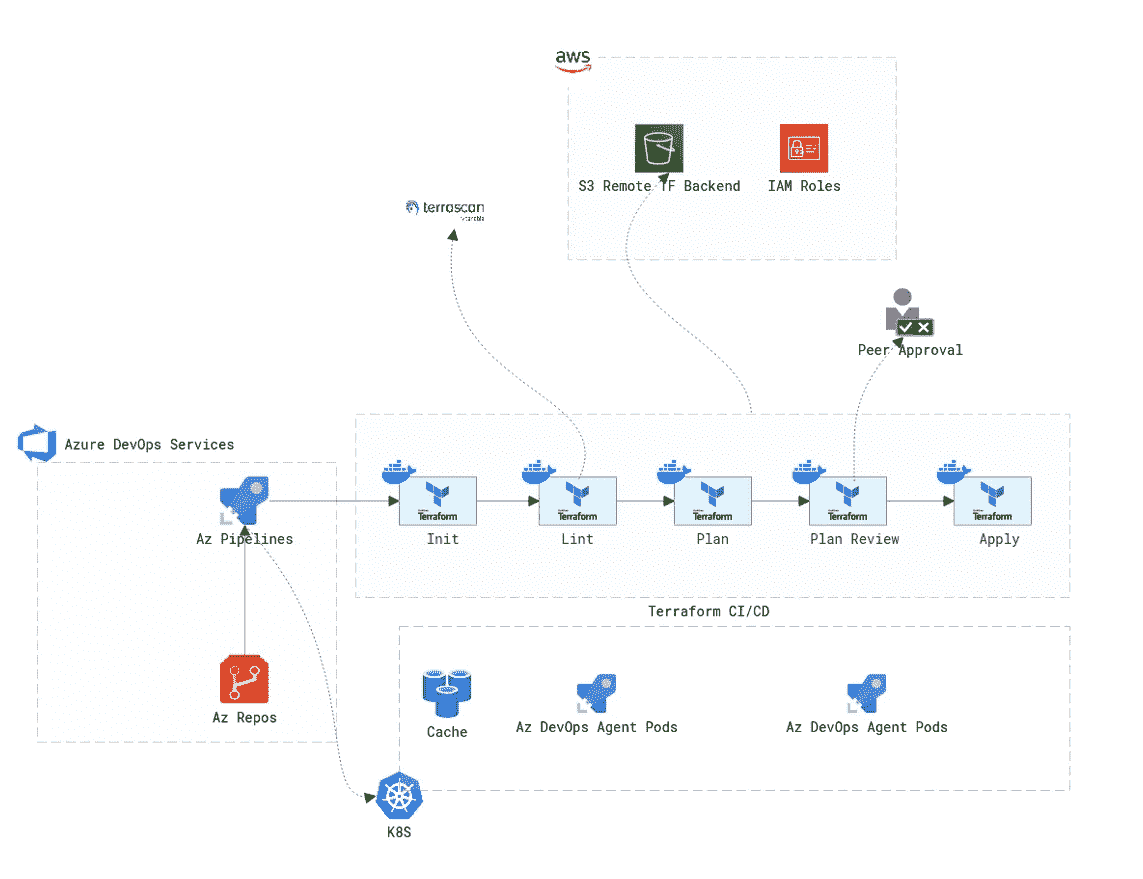 aws
S3 Remote TF Backend
IAM Roles
terrascan
Peer Approval
Azure DevOps Services
Terraform
Terraform
Terraform
Terraform
Terraform
Az Pipelines
Init
Lint
Plan
Plan Review
Apply
Terraform CI/CD
Az Repos
Cache
Az DevOps Agent Pods
Az DevOps Agent Pods
K8S